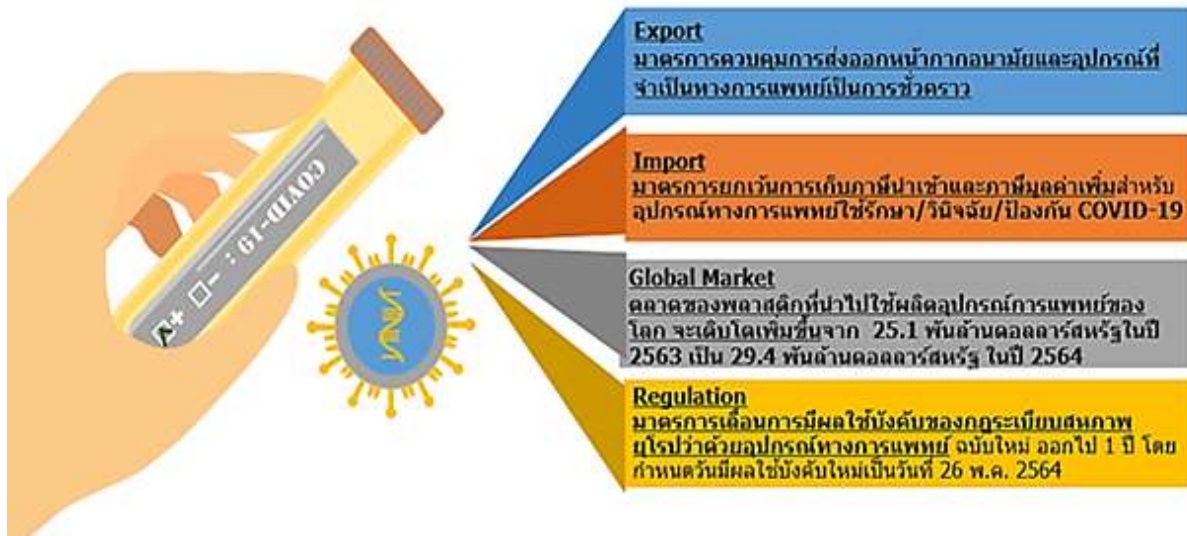 COVID-19 : - □ + ☑
Export
มาตรการควบคุมการส่งออกหน้ากากอนามัยและอุปกรณ์ที่
จำเป็นทางการแพทย์เป็นการชั่วคราว
Import
มาตรการยกเว้นการเก็บภาษีนำเข้าและภาษีมูลค่าเพิ่มสำหรับ
อุปกรณ์ทางการแพทย์ใช้รักษา/วินิจฉัย/ป้องกัน COVID-19
Global Market
ตลาดของพลาสติกที่นำไปใช้ผลิตอุปกรณ์การแพทย์ของ
โลก จะเติบโตเพิ่มขึ้นจาก 25.1 พันล้านดอลลาร์สหรัฐในปี
2563 เป็น 29.4 พันล้านดอลลาร์สหรัฐ ในปี 2564
Regulation
มาตรการเลื่อนการมีผลใช้บังคับของกฎระเบียบสหภาพ
ยุโรปว่าด้วยอุปกรณ์ทางการแพทย์ ฉบับใหม่ ออกไป 1 ปี โดย
กำหนดวันมีผลใช้บังคับใหม่เป็นวันที่ 26 พ.ค. 2564